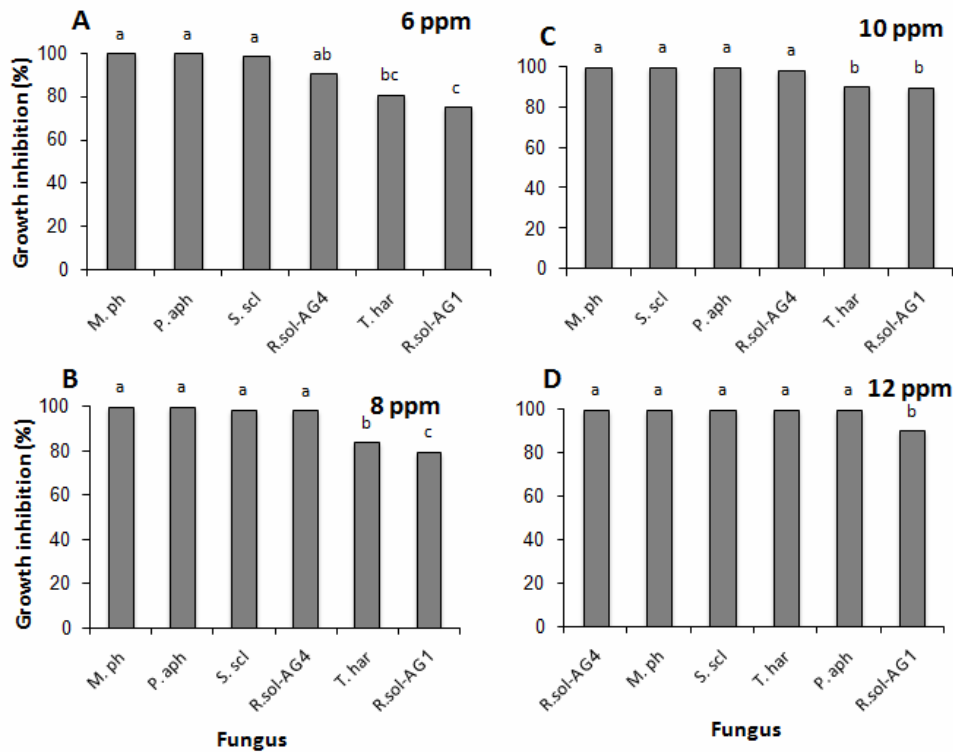 A
6 ppm
a a a ab bc c
Growth inhibition (%)
100
80
60
40
20
0
M. ph
P. aph
S. scl
R.sol-AG4
T. har
R.sol-AG1
C
10 ppm
a a a a b b
100
80
60
40
20
0
M. ph
S. scl
P. aph
R.sol-AG4
T. har
R.sol-AG1
B
8 ppm
a a a a b c
Growth inhibition (%)
100
80
60
40
20
0
M. ph
P. aph
S. scl
R.sol-AG4
T. har
R.sol-AG1
Fungus
D
12 ppm
a a a a a b
100
80
60
40
20
0
R.sol-AG4
M. ph
S. scl
T. har
P. aph
R.sol-AG1
Fungus